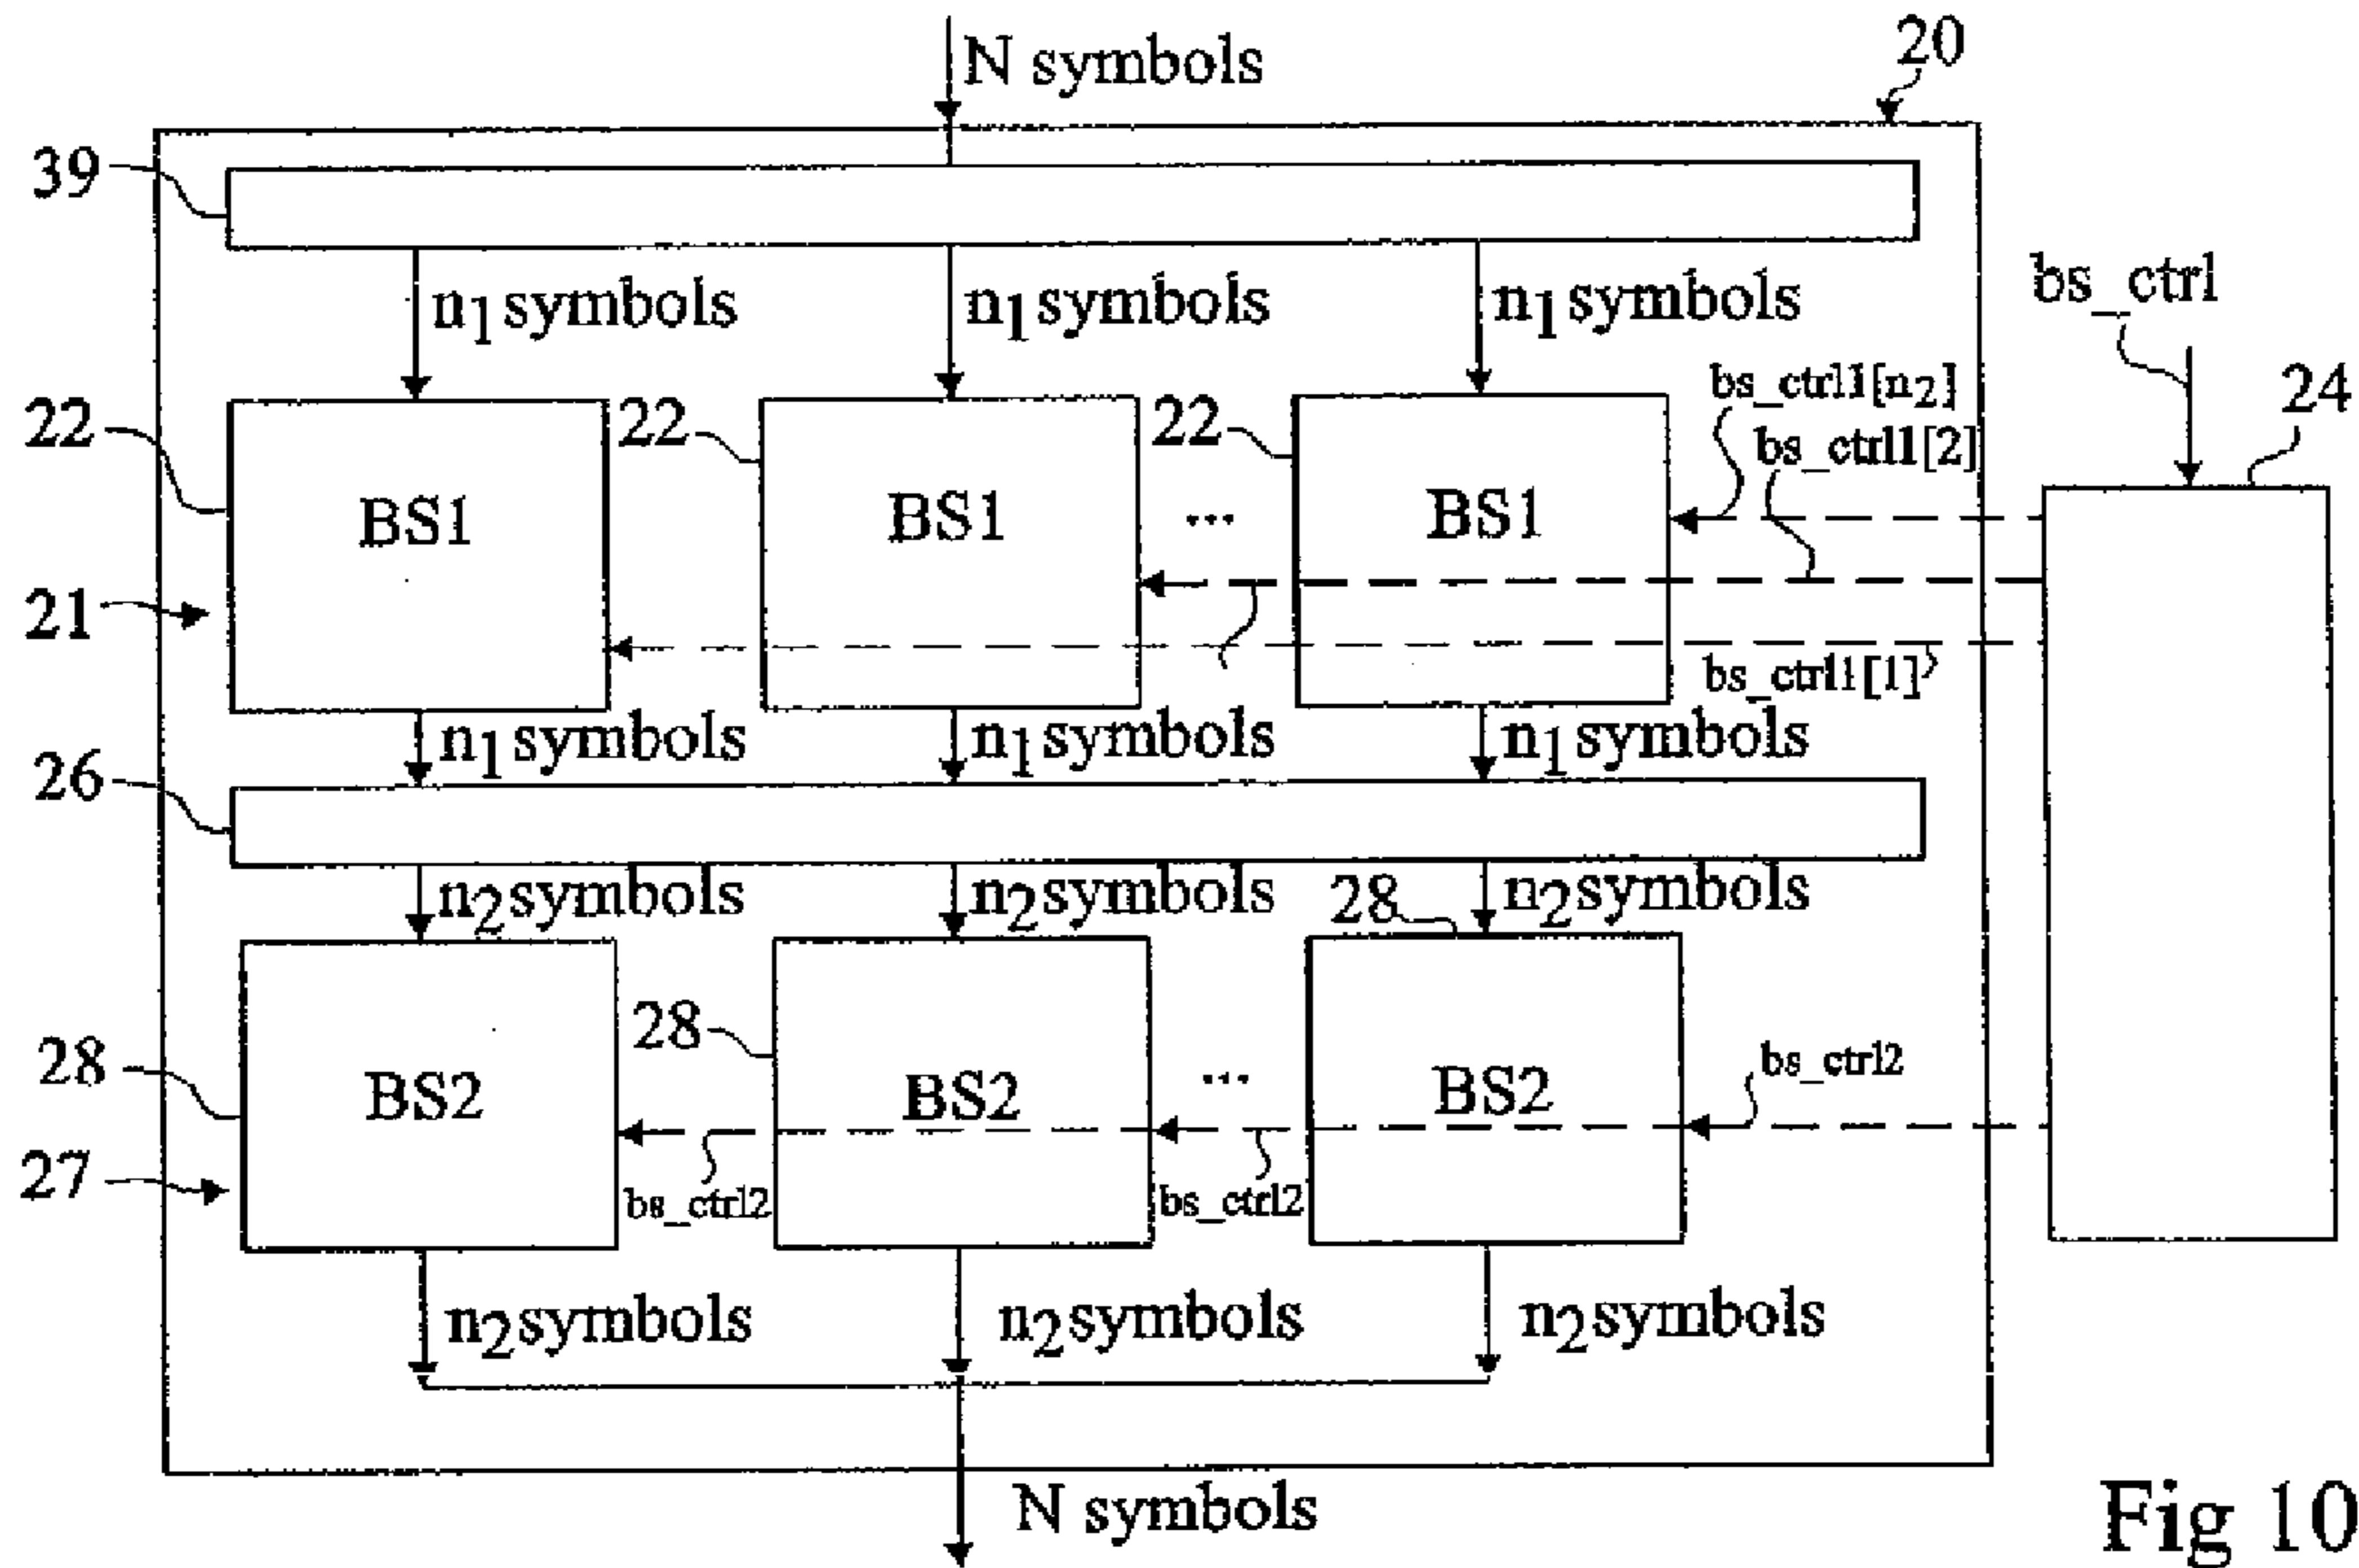 N symbols
20
39
n1 symbols n1 symbols n1 symbols
bs_ctrl
bs_ctrl1[n2]
22 22 22 24
bs_ctrl1[2]
BS1 BS1 ... BS1
21
bs_ctrl1[1]
n1 symbols n1 symbols n1 symbols
26
n2 symbols n2 symbols n2 symbols
28
28 28
bs_ctrl2
BS2 BS2 ... BS2
27
bs_ctrl2 bs_ctrl2
n2 symbols n2 symbols n2 symbols
N symbols
Fig 10